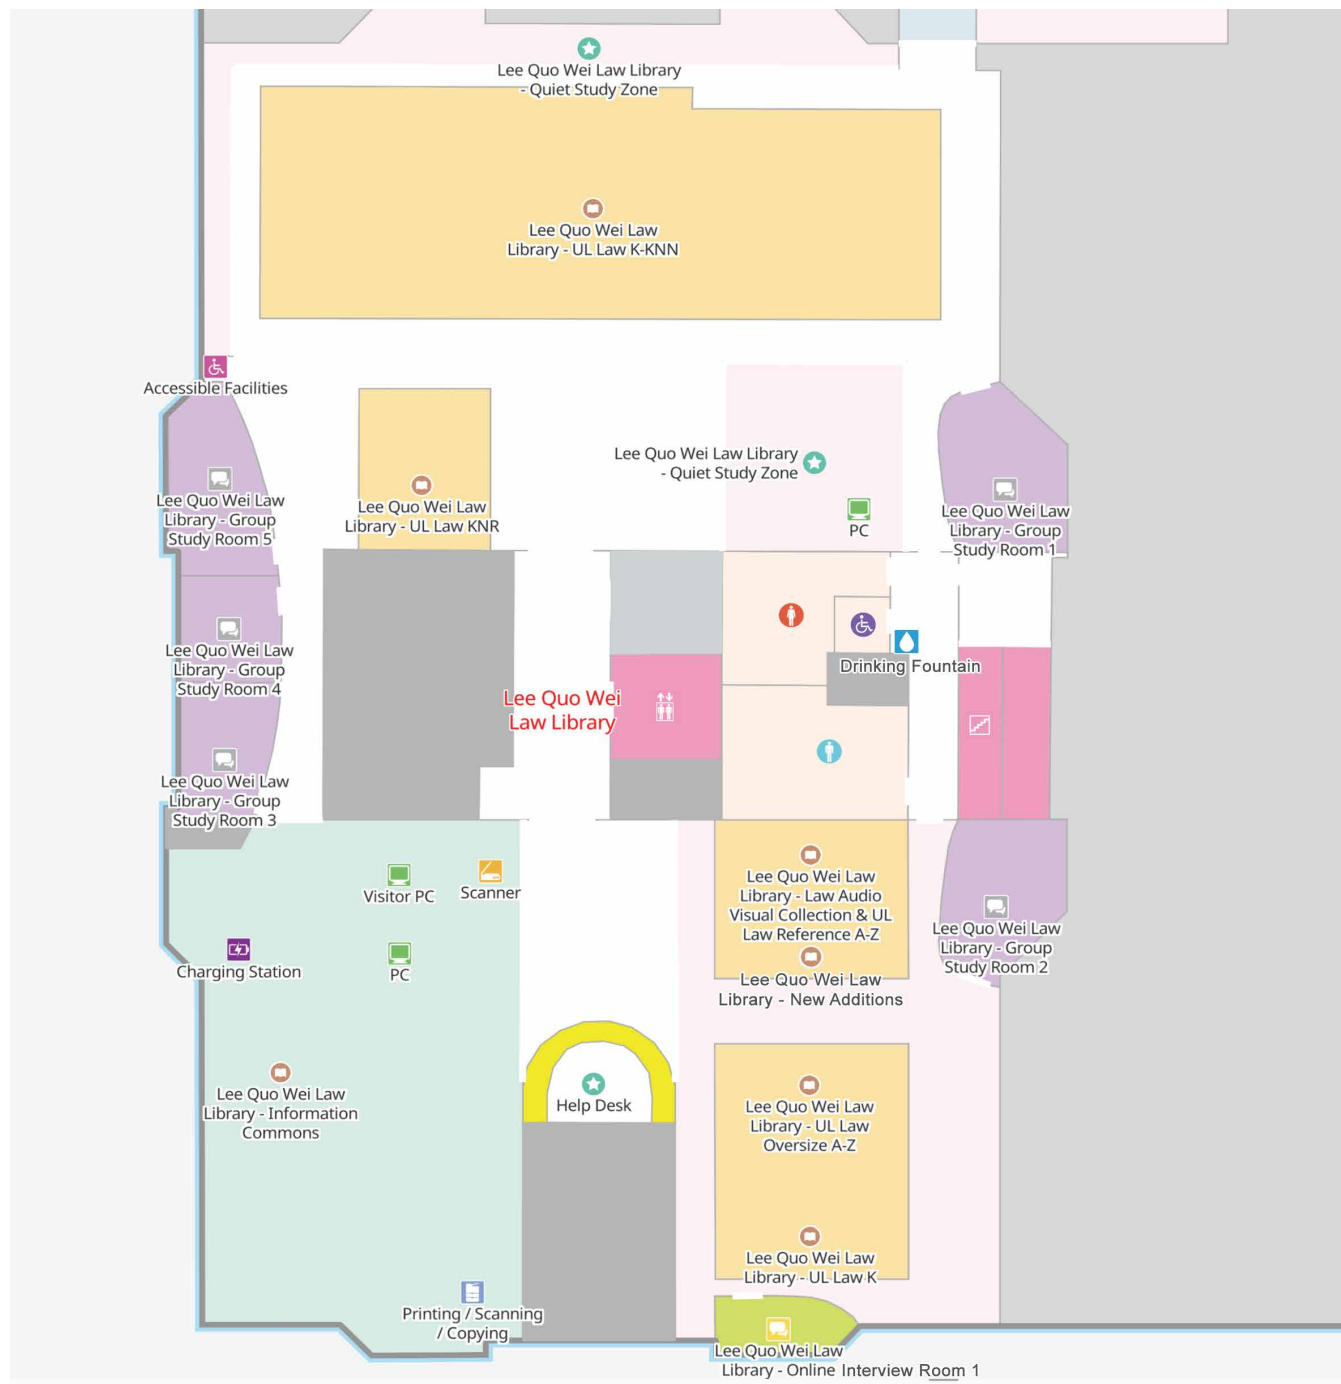 Lee Quo Wei Law Library
- Quiet Study Zone
Lee Quo Wei Law
Library - UL Law K-KNN
Accessible Facilities
Lee Quo Wei Law Library
- Quiet Study Zone
Lee Quo Wei Law
Library - Group
Study Room 5
Lee Quo Wei Law
Library - UL Law KNR
PC
Lee Quo Wei Law
Library - Group
Study Room 1
Lee Quo Wei Law
Library - Group
Study Room 4
Drinking Fountain
Lee Quo Wei
Law Library
Lee Quo Wei Law
Library - Group
Study Room 3
Visitor PC
Scanner
Lee Quo Wei Law
Library - Law Audio
Visual Collection & UL
Law Reference A-Z
Lee Quo Wei Law
Library - Group
Study Room 2
Charging Station
PC
Lee Quo Wei Law
Library - New Additions
Lee Quo Wei Law
Library - Information
Commons
Help Desk
Lee Quo Wei Law
Library - UL Law
Oversize A-Z
Lee Quo Wei Law
Library - UL Law K
Printing / Scanning
/ Copying
Lee Quo Wei Law
Library - Online Interview Room 1